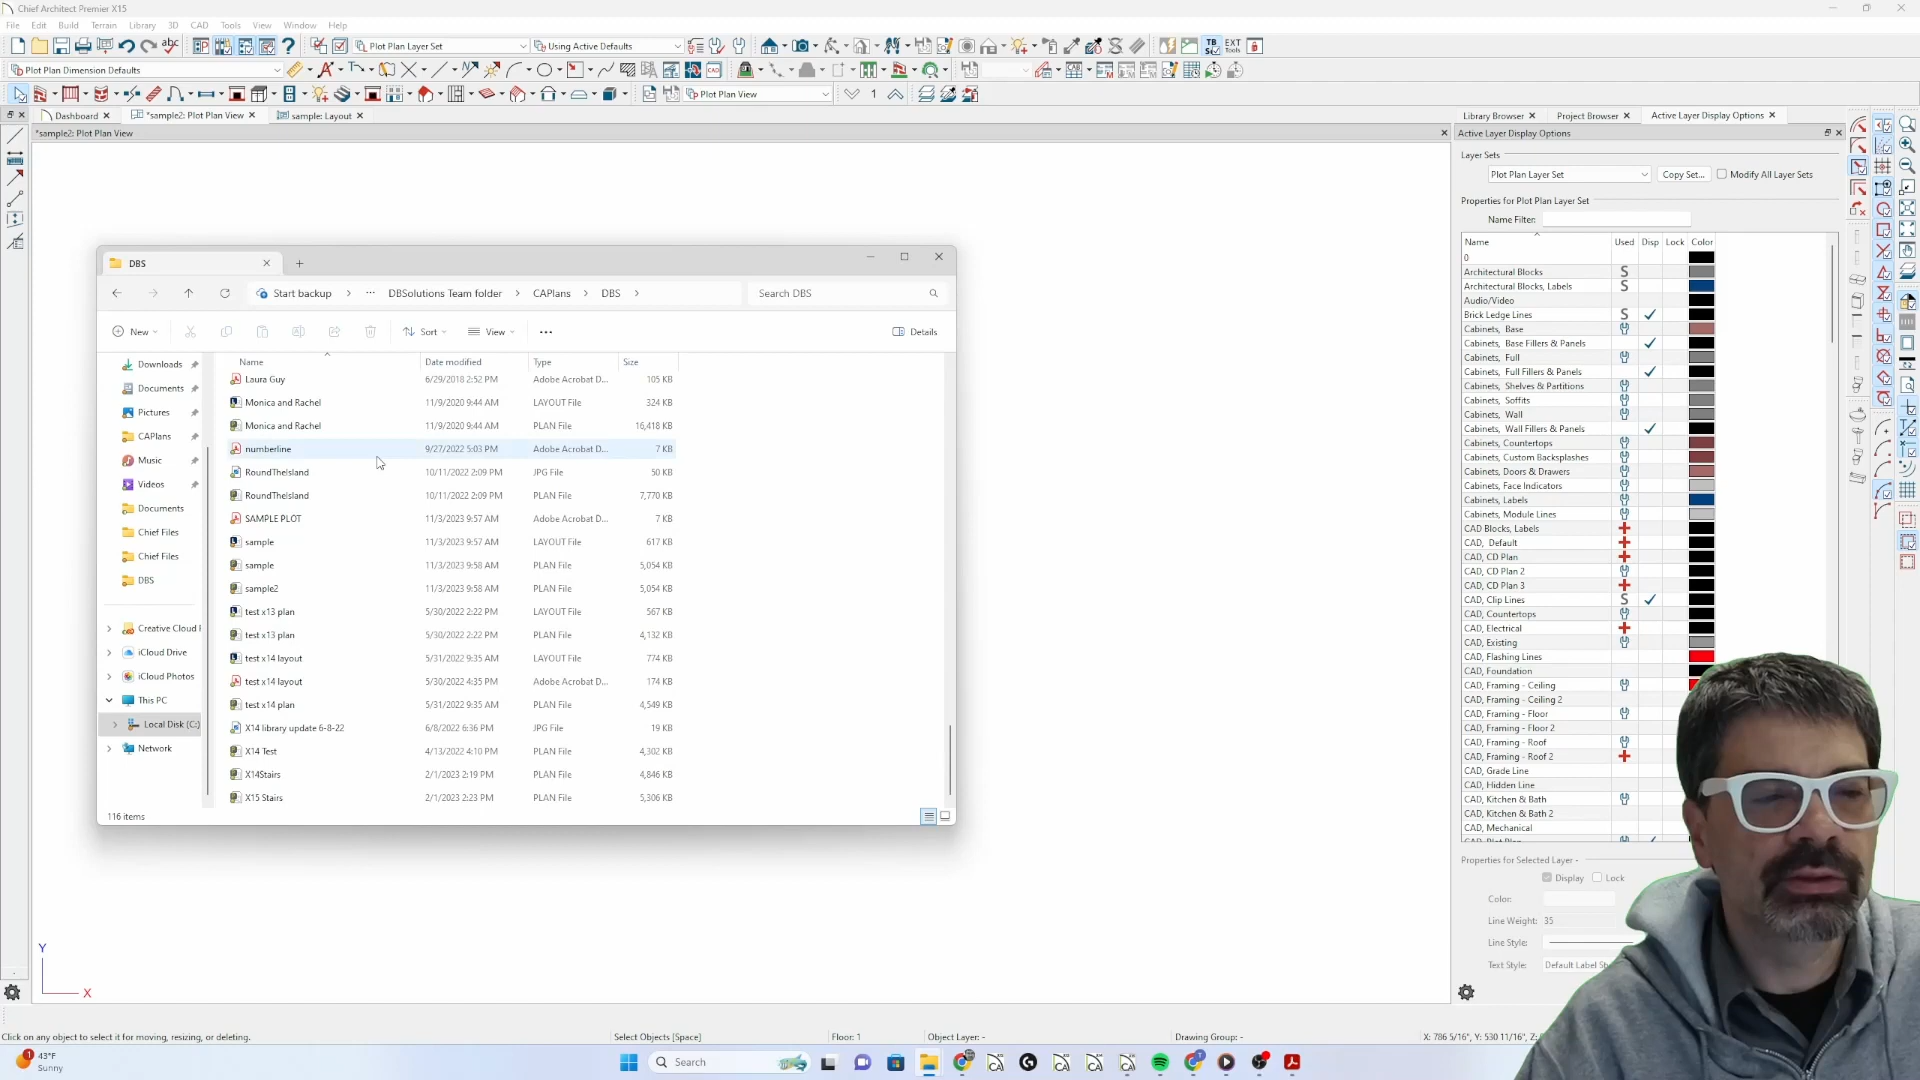 Chief Architect Premier X15
File Edit Build Terrain Library 3D CAD Tools View Window Help
Plot Plan Layer Set Using Active Defaults
Plot Plan Dimension Defaults
Plot Plan View 1
Dashboard *sample2: Plot Plan View sample: Layout
*sample2: Plot Plan View
Library Browser Project Browser Active Layer Display Options
Active Layer Display Options
Layer Sets
Plot Plan Layer Set Copy Set... Modify All Layer Sets
Properties for Plot Plan Layer Set
Name Filter:
Name Used Disp Lock Color
0
Architectural Blocks S
Architectural Blocks, Labels S
Audio/Video
Brick Ledge Lines S
Cabinets, Base
Cabinets, Base Fillers & Panels
Cabinets, Full
Cabinets, Full Fillers & Panels
Cabinets, Shelves & Partitions
Cabinets, Soffits
Cabinets, Wall
Cabinets, Wall Fillers & Panels
Cabinets, Countertops
Cabinets, Custom Backsplashes
Cabinets, Doors & Drawers
Cabinets, Face Indicators
Cabinets, Labels
Cabinets, Module Lines
CAD Blocks, Labels
CAD, Default
CAD, CD Plan
CAD, CD Plan 2
CAD, CD Plan 3
CAD, Clip Lines S
CAD, Countertops
CAD, Electrical
CAD, Existing
CAD, Flashing Lines
CAD, Foundation
CAD, Framing - Ceiling
CAD, Framing - Ceiling 2
CAD, Framing - Floor
CAD, Framing - Floor 2
CAD, Framing - Roof
CAD, Framing - Roof 2
CAD, Grade Line
CAD, Hidden Line
CAD, Kitchen & Bath
CAD, Kitchen & Bath 2
CAD, Mechanical
Properties for Selected Layer -
Display Lock
Color:
Line Weight: 35
Line Style:
Text Style: Default Label
DBS
Start backup DBSolutions Team folder CAPlans DBS Search DBS
New Sort View Details
Name Date modified Type Size
Laura Guy 6/29/2018 2:52 PM Adobe Acrobat D... 105 KB
Monica and Rachel 11/9/2020 9:44 AM LAYOUT File 324 KB
Monica and Rachel 11/9/2020 9:44 AM PLAN File 16,418 KB
numberline 9/27/2022 5:03 PM Adobe Acrobat D... 7 KB
RoundTheIsland 10/11/2022 2:09 PM JPG File 50 KB
RoundTheIsland 10/11/2022 2:09 PM PLAN File 7,770 KB
SAMPLE PLOT 11/3/2023 9:57 AM Adobe Acrobat D... 7 KB
sample 11/3/2023 9:57 AM LAYOUT File 617 KB
sample 11/3/2023 9:58 AM PLAN File 5,054 KB
sample2 11/3/2023 9:58 AM PLAN File 5,054 KB
test x13 plan 5/30/2022 2:22 PM LAYOUT File 567 KB
test x13 plan 5/30/2022 2:22 PM PLAN File 4,132 KB
test x14 layout 5/31/2022 9:35 AM LAYOUT File 774 KB
test x14 layout 5/30/2022 4:35 PM Adobe Acrobat D... 174 KB
test x14 plan 5/31/2022 9:35 AM PLAN File 4,549 KB
X14 library update 6-8-22 6/8/2022 6:36 PM JPG File 19 KB
X14 Test 4/13/2022 4:10 PM PLAN File 4,302 KB
X14Stairs 2/1/2023 2:19 PM PLAN File 4,846 KB
X15 Stairs 2/1/2023 2:23 PM PLAN File 5,306 KB
Downloads
Documents
Pictures
CAPlans
Music
Videos
Documents
Chief Files
Chief Files
DBS
Creative Cloud F
iCloud Drive
iCloud Photos
This PC
Local Disk (C:)
Network
116 items
Y
X
Click on any object to select it for moving, resizing, or deleting. Select Objects [Space] Floor: 1 Object Layer: - Drawing Group: - X: 786 5/16", Y: 530 11/16",
43°F
Sunny
Search